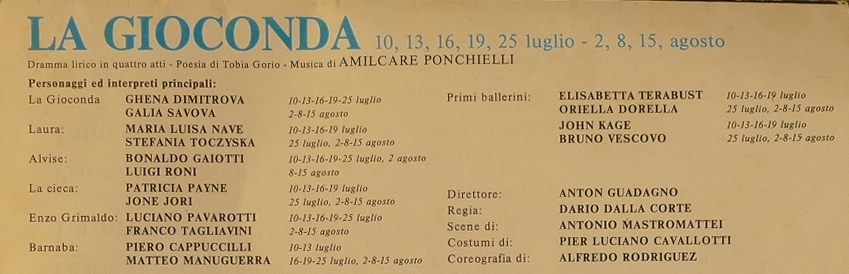 LA GIOCONDA 10, 13, 16, 19, 25 luglio - 2, 8, 15, agosto
Dramma lirico in quattro atti - Poesia di Tobia Gorio - Musica di AMILCARE PONCHIELLI
Personaggi ed interpreti principali:
La Gioconda GHENA DIMITROVA 10-13-16-19-25 luglio
GALIA SAVOVA 2-8-15 agosto
Laura: MARIA LUISA NAVE 10-13-16-19 luglio
STEFANIA TOCZYSKA 25 luglio, 2-8-15 agosto
Alvise: BONALDO GAIOTTI 10-13-16-19-25 luglio, 2 agosto
LUIGI RONI 8-15 agosto
La cieca: PATRICIA PAYNE 10-13-16-19 luglio
JONE JORI 25 luglio, 2-8-15 agosto
Enzo Grimaldo: LUCIANO PAVAROTTI 10-13-16-19-25 luglio
FRANCO TAGLIAVINI 2-8-15 agosto
Barnaba: PIERO CAPPUCCILLI 10-13 luglio
MATTEO MANUGUERRA 16-19-25 luglio, 2-8-15 agosto
Primi ballerini: ELISABETTA TERABUST 10-13-16-19 luglio
ORIELLA DORELLA 25 luglio, 2-8-15 agosto
JOHN KAGE 10-13-16-19 luglio
BRUNO VESCOVO 25 luglio, 2-8-15 agosto
Direttore: ANTON GUADAGNO
Regia: DARIO DALLA CORTE
Scene di: ANTONIO MASTROMATTEI
Costumi di: PIER LUCIANO CAVALLOTTI
Coreografia di: ALFREDO RODRIGUEZ